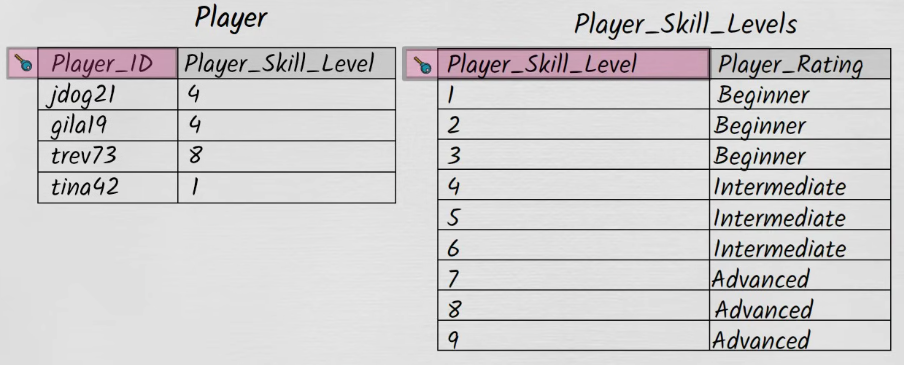 Player
Player_ID Player_Skill_Level
jdog21 4
gila19 4
trev73 8
tina42 1
Player_Skill_Levels
Player_Skill_Level Player_Rating
1 Beginner
2 Beginner
3 Beginner
4 Intermediate
5 Intermediate
6 Intermediate
7 Advanced
8 Advanced
9 Advanced